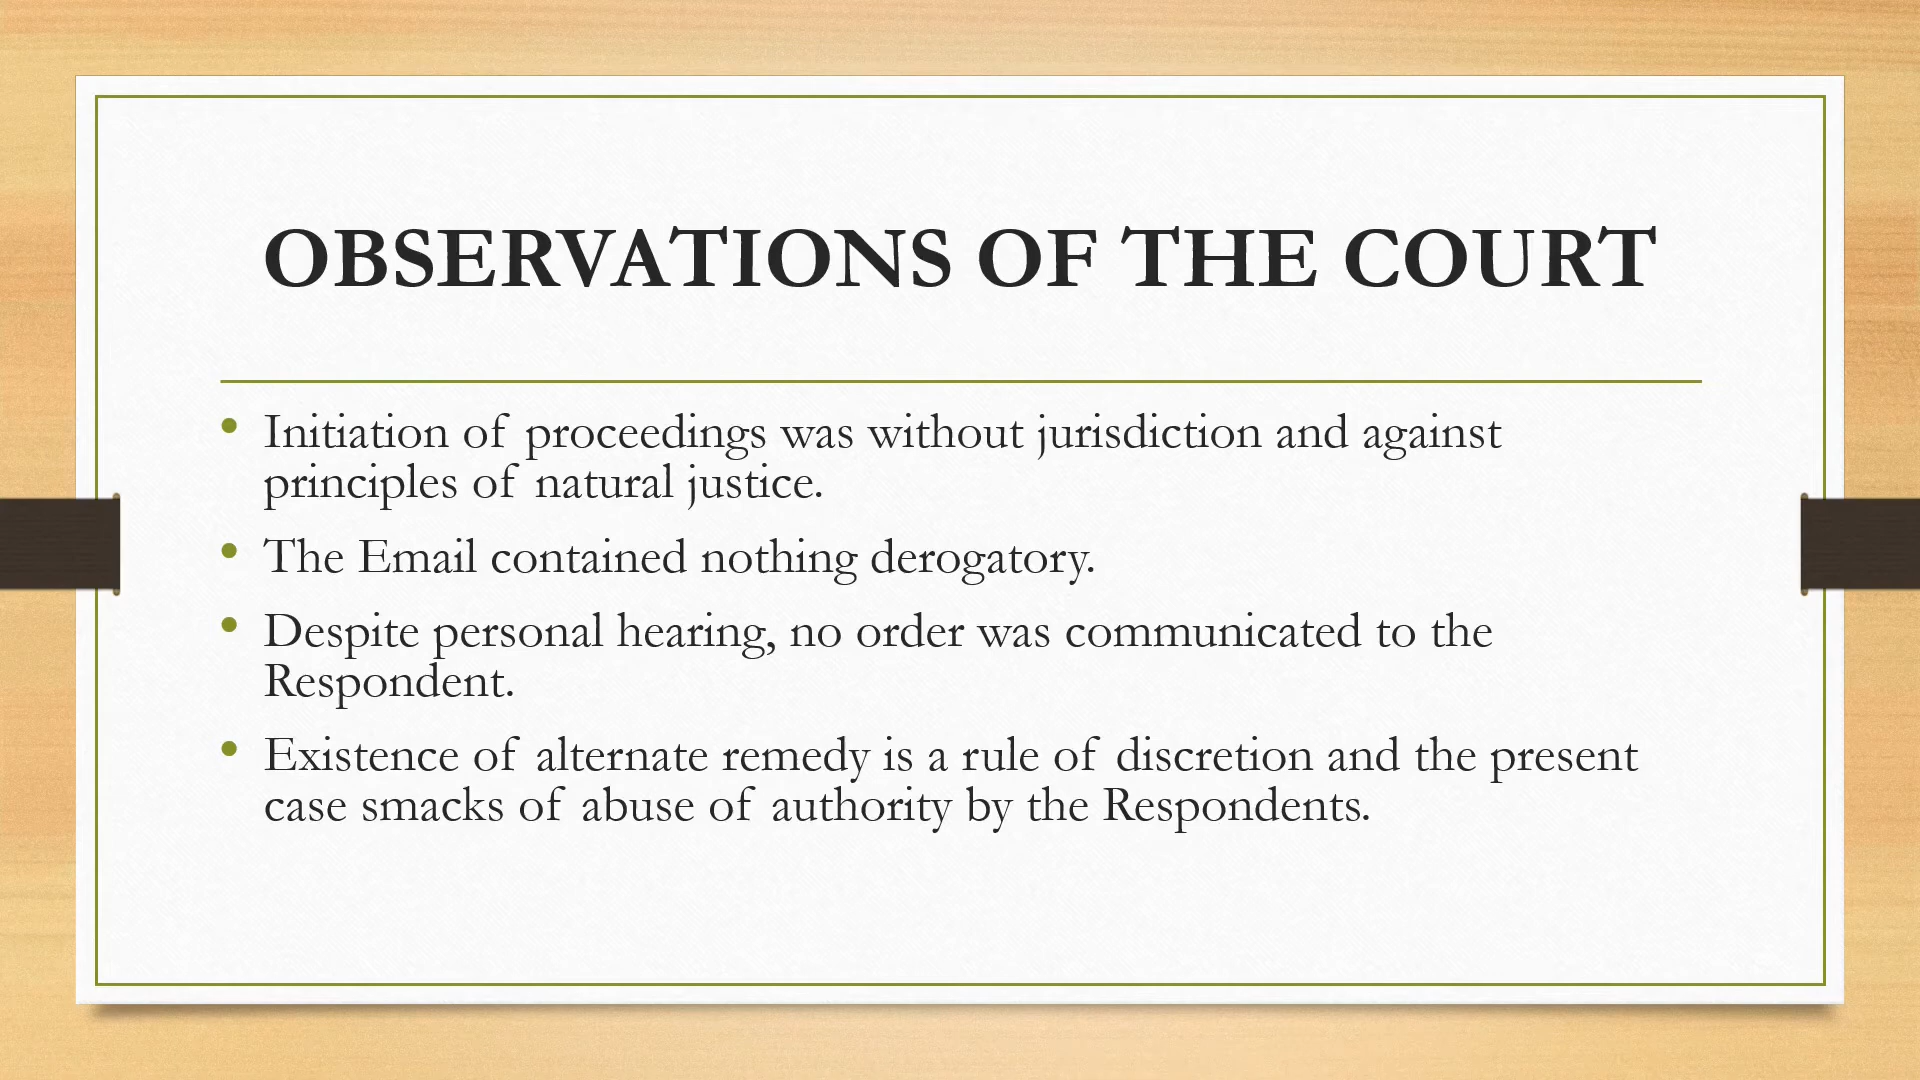 OBSERVATIONS OF THE COURT
• Initiation of proceedings was without jurisdiction and against
principles of natural justice.
• The Email contained nothing derogatory.
• Despite personal hearing, no order was communicated to the
Respondent.
• Existence of alternate remedy is a rule of discretion and the present
case smacks of abuse of authority by the Respondents.